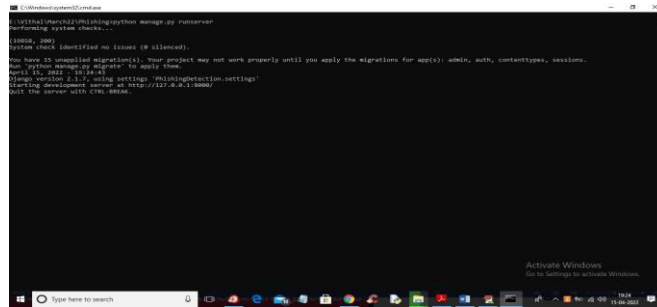 C:\Windows\system32\cmd.exe
E:\Vithal\March22\Phishing>python manage.py runserver
Performing system checks...
(19018, 200)
System check identified no issues (0 silenced).
You have 15 unapplied migration(s). Your project may not work properly until you apply the migrations for app(s): admin, auth, contenttypes, sessions.
Run 'python manage.py migrate' to apply them.
April 15, 2022 - 19:24:43
Django version 2.1.7, using settings 'PhishingDetection.settings'
Starting development server at http://127.0.0.1:8000/
Quit the server with CTRL-BREAK.
Activate Windows
Go to Settings to activate Windows.
Type here to search
19:24
15-04-2022